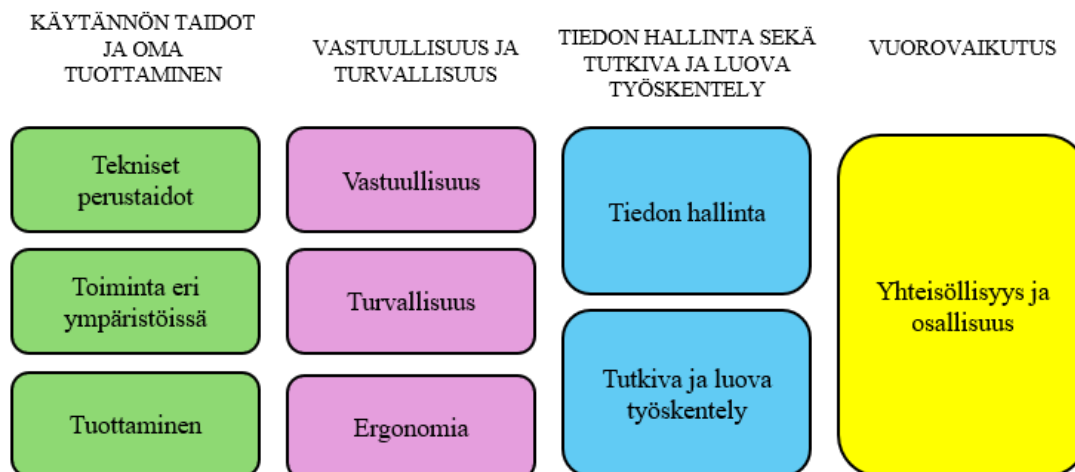 KÄYTÄNNÖN TAIDOT
JA OMA
TUOTTAMINEN
VASTUULLISUUS JA
TURVALLISUUS
TIEDON HALLINTA SEKÄ
TUTKIVA JA LUOVA
TYÖSKENTELY
VUOROVAIKUTUS
Tekniset
perustaidot
Toiminta eri
ympäristöissä
Tuottaminen
Vastuullisuus
Turvallisuus
Ergonomia
Tiedon hallinta
Tutkiva ja luova
työskentely
Yhteisöllisyys ja
osallisuus